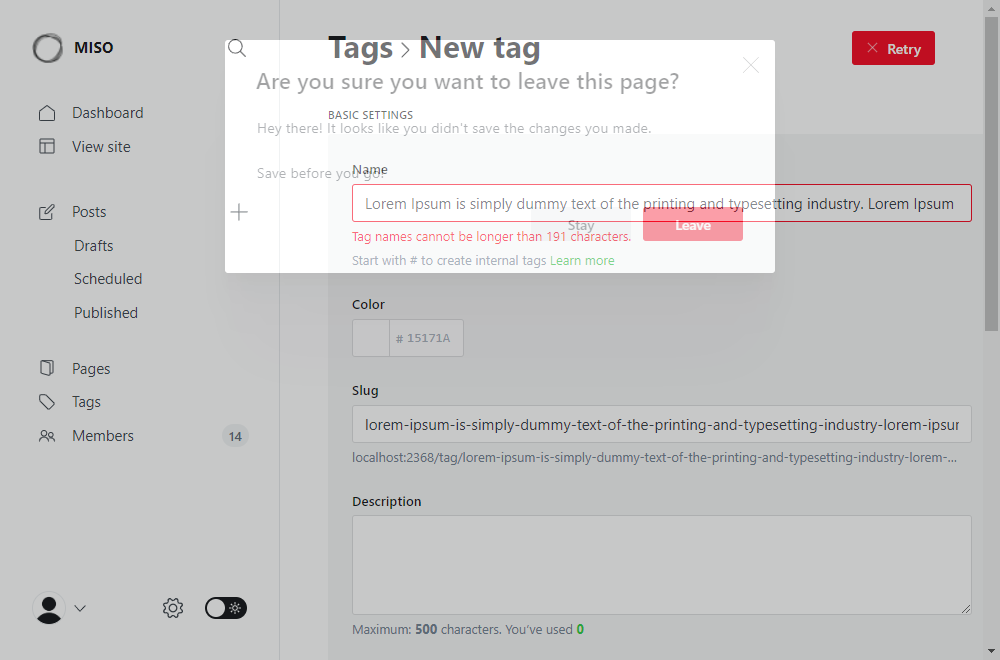 MISO
Dashboard
View site
Posts
Drafts
Scheduled
Published
Pages
Tags
Members 14
Tags > New tag
Retry
Are you sure you want to leave this page?
BASIC SETTINGS
Hey there! It looks like you didn't save the changes you made.
Name
Save before you go!
Lorem Ipsum is simply dummy text of the printing and typesetting industry. Lorem Ipsum
Stay
Leave
Tag names cannot be longer than 191 characters.
Start with # to create internal tags Learn more
Color
# 15171A
Slug
lorem-ipsum-is-simply-dummy-text-of-the-printing-and-typesetting-industry-lorem-ipsur
localhost:2368/tag/lorem-ipsum-is-simply-dummy-text-of-the-printing-and-typesetting-industry-lorem-...
Description
Maximum: 500 characters. You've used 0